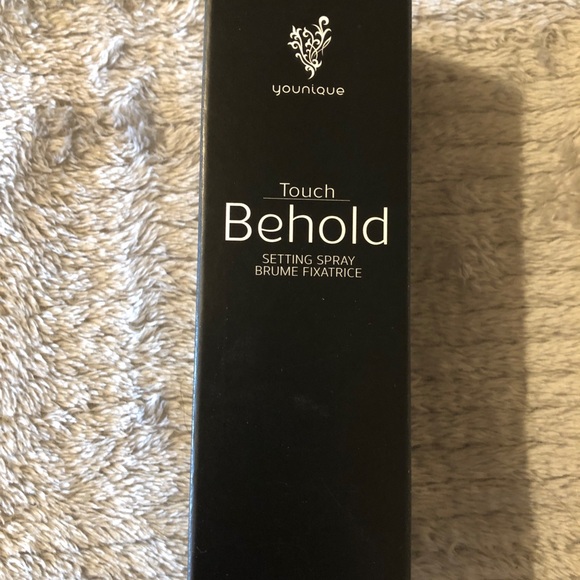 younique
Touch
Behold
SETTING SPRAY
BRUME FIXATRICE